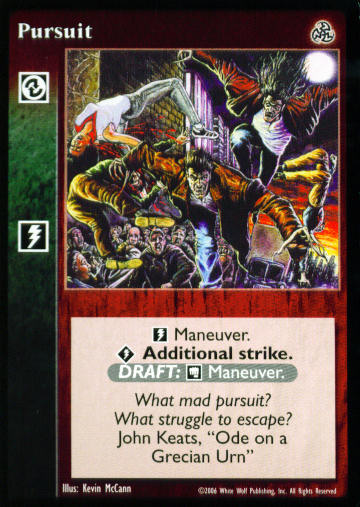 Pursuit
Maneuver.
Additional strike.
DRAFT: Maneuver.
What mad pursuit?
What struggle to escape?
John Keats, “Ode on a
Grecian Urn”
Illus: Kevin McCann
©2006 White Wolf Publishing, Inc. All Rights Reserved.